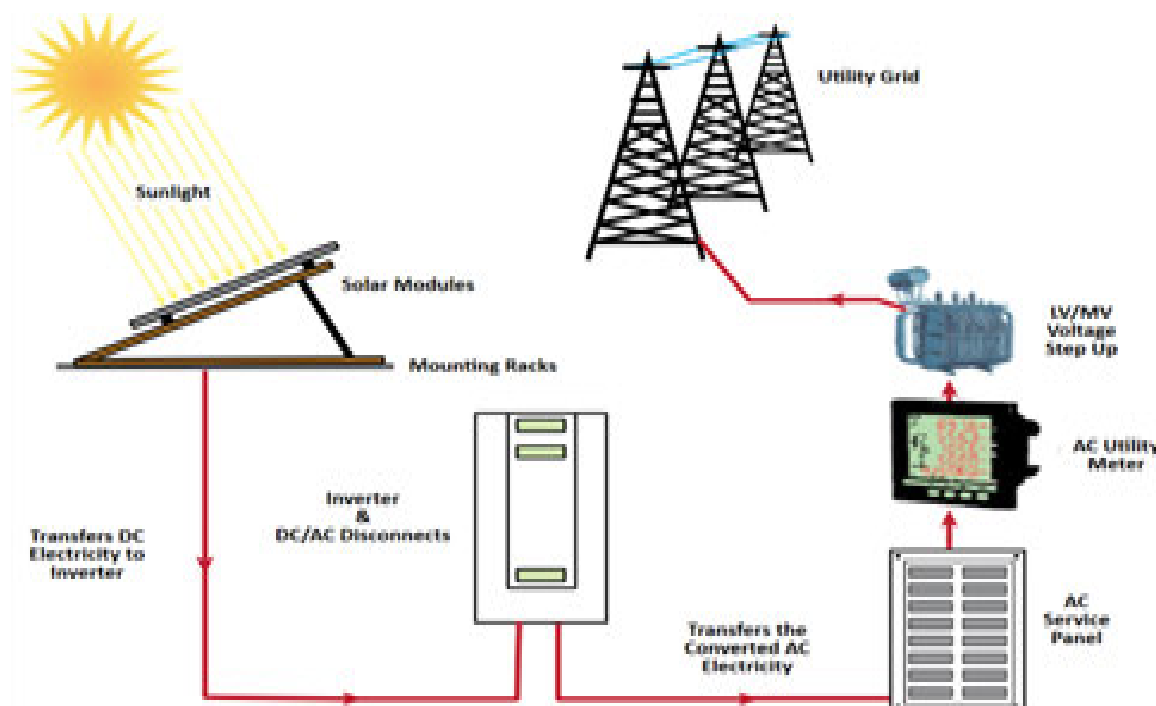 Sunlight
Utility Grid
Solar Modules
Mounting Racks
LV/MV
Voltage
Step Up
AC Utility
Meter
Inverter
&
DC/AC Disconnects
Transfers DC
Electricity to
Inverter
AC
Service
Panel
Transfers the
Converted AC
Electricity